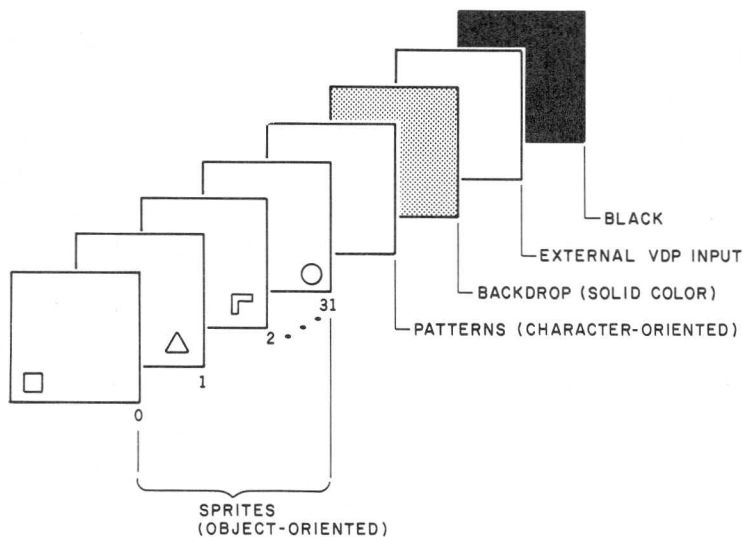 BLACK
EXTERNAL VDP INPUT
BACKDROP (SOLID COLOR)
31
PATTERNS (CHARACTER-ORIENTED)
2
1
0
SPRITES
(OBJECT-ORIENTED)